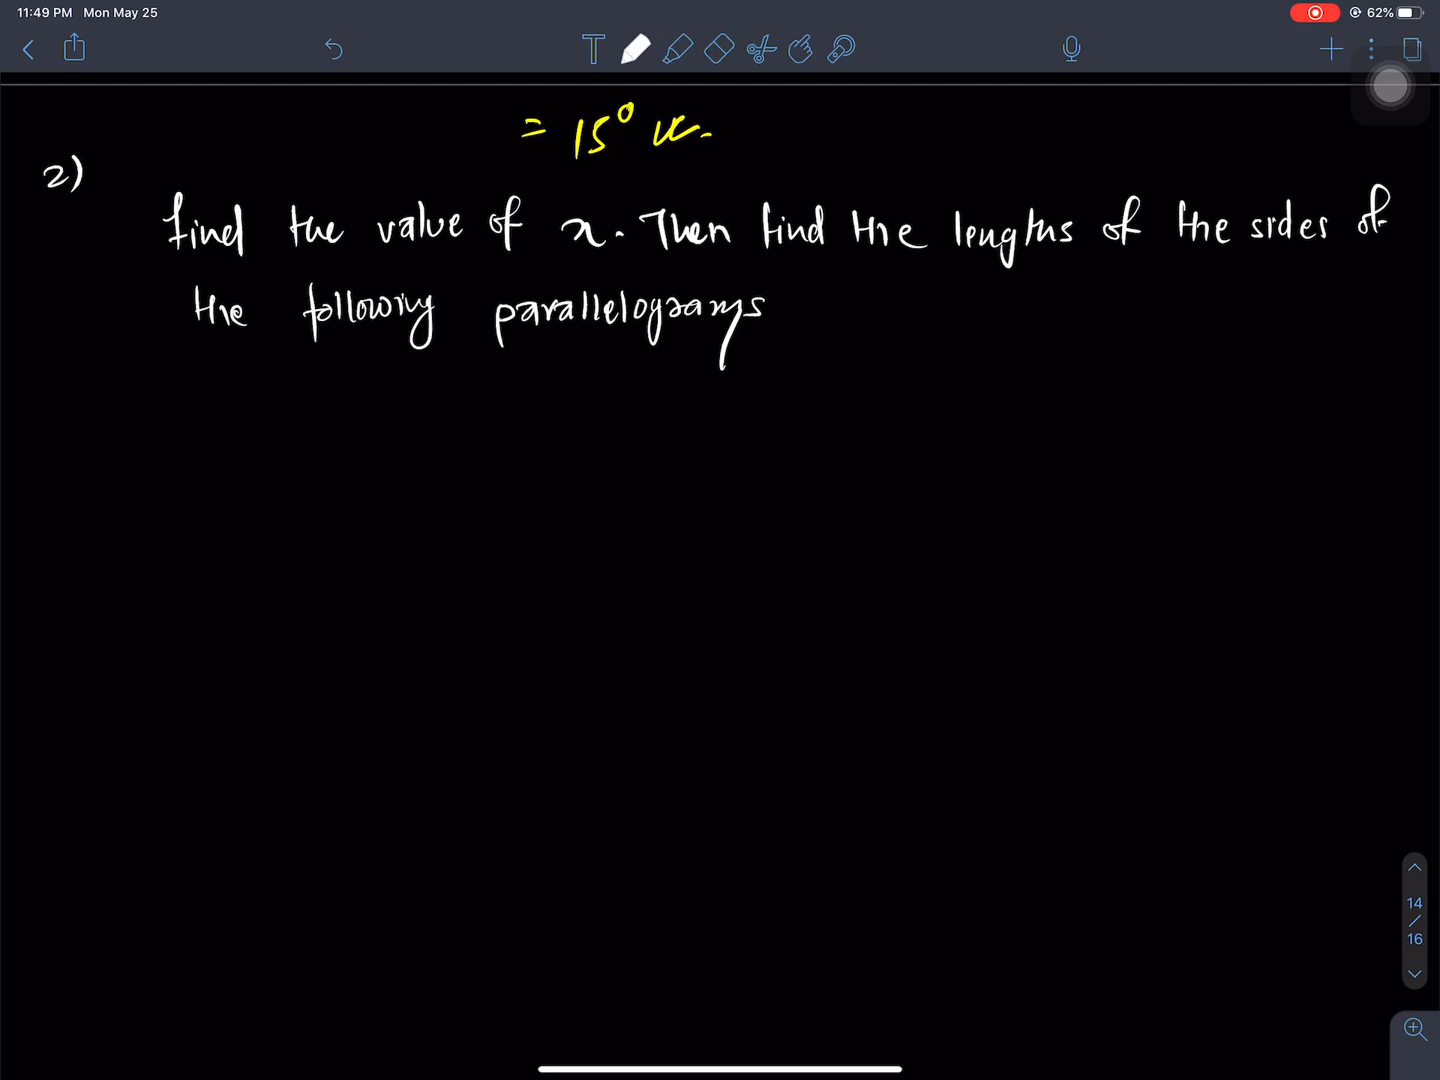 11:49 PM Mon May 25
62%
= 15°
2)
find the value of x. Then find the lengths of the sides of
the following parallelograms
14
/
16